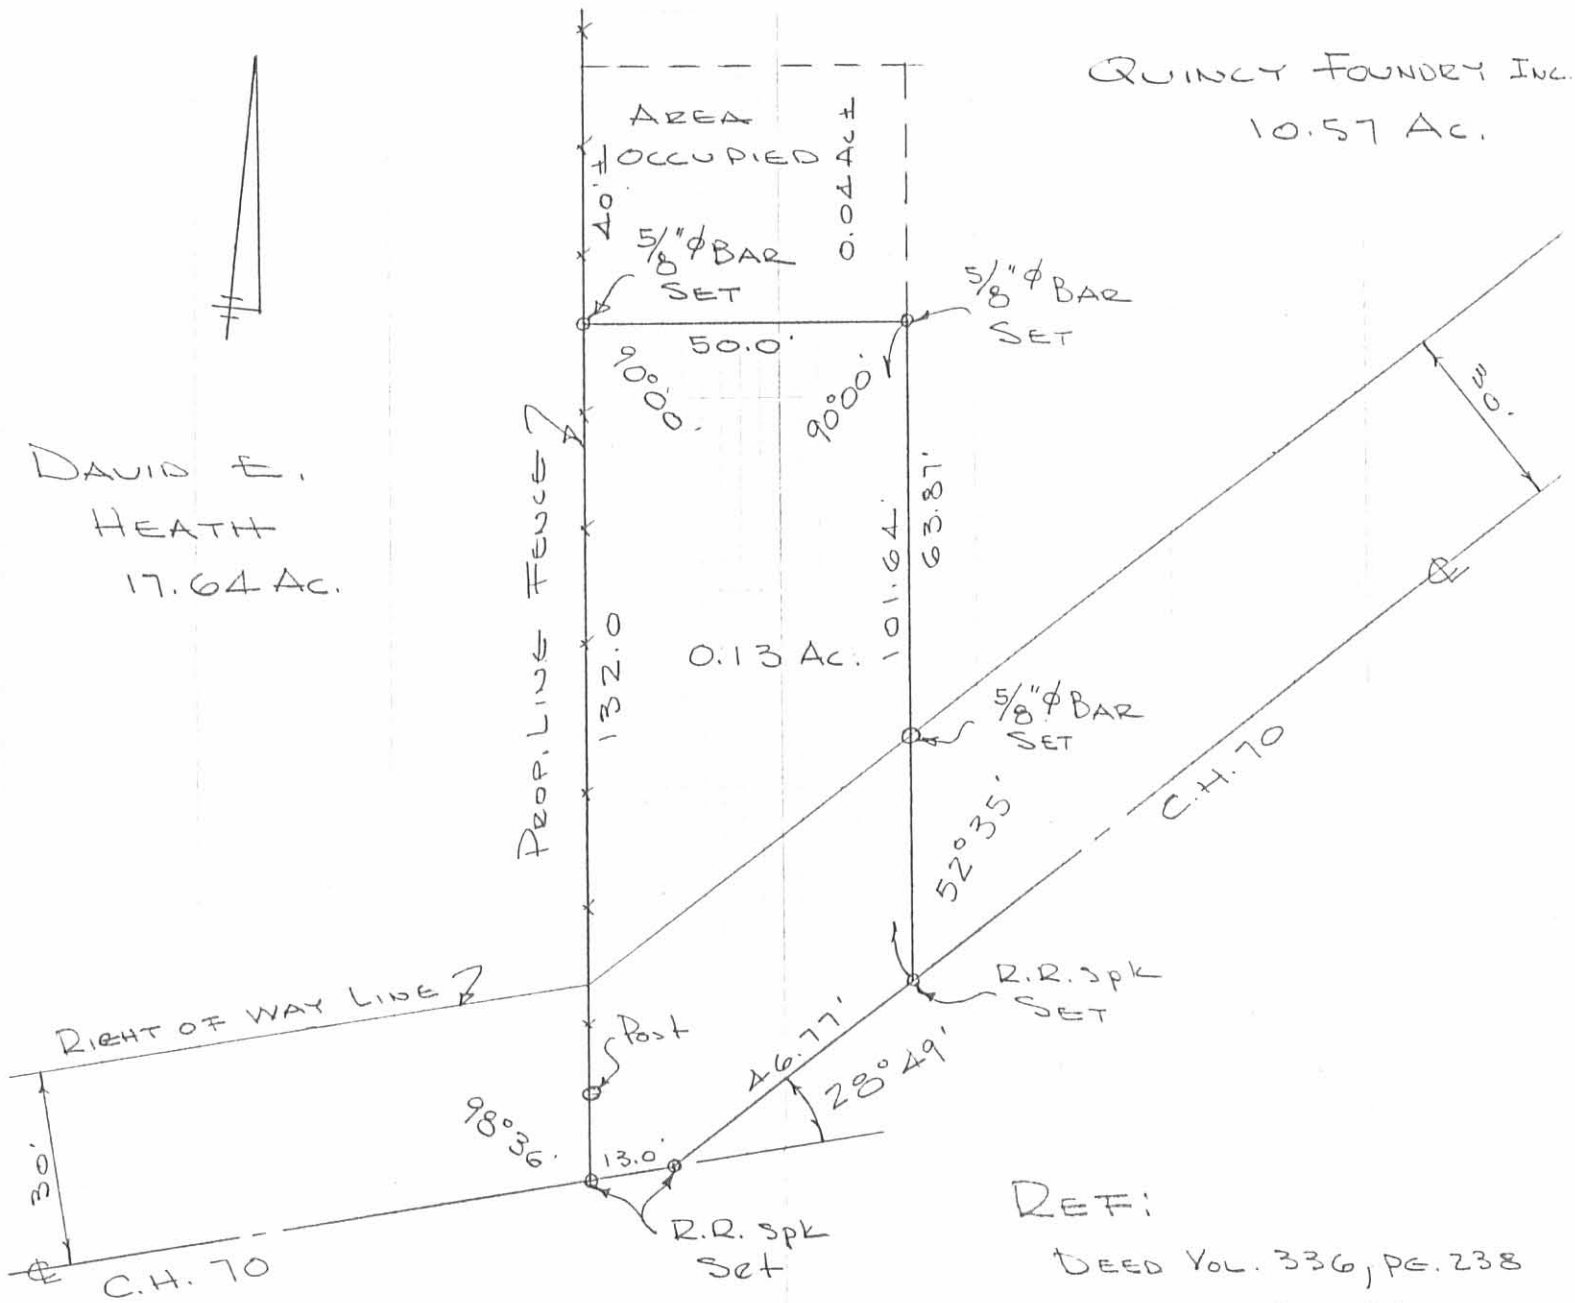 QUINCY FOUNDRY INC.
10.57 AC.
AREA
OCCUPIED
40'±
0.04 AC±
5/8"φ BAR
SET
5/8"φ BAR
SET
50.0'
90°00'
90°00'
DAVID E.
HEATH
17.64 AC.
PROP. LINE FENCE
132.0
0.13 AC.
101.64'
63.87'
30'
℄
5/8"φ BAR
SET
C.H. 70
52°35'
R.R. Spk
SET
RIGHT OF WAY LINE
Post
46.77'
28°49'
98°36'
13.0'
30'
R.R. Spk
Set
℄
C.H. 70
REF:
DEED VOL. 336, PG. 238